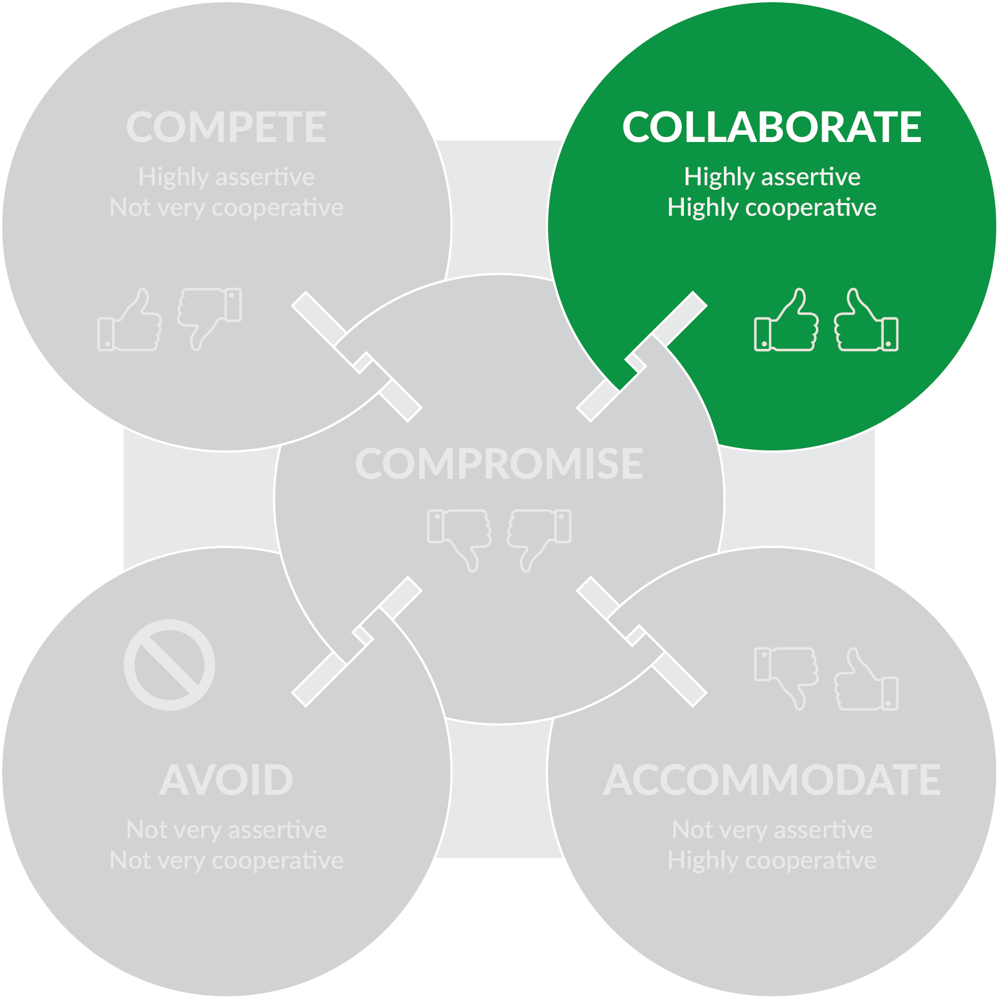 COMPETE
Highly assertive
Not very cooperative
COLLABORATE
Highly assertive
Highly cooperative
COMPROMISE
AVOID
Not very assertive
Not very cooperative
ACCOMMODATE
Not very assertive
Highly cooperative